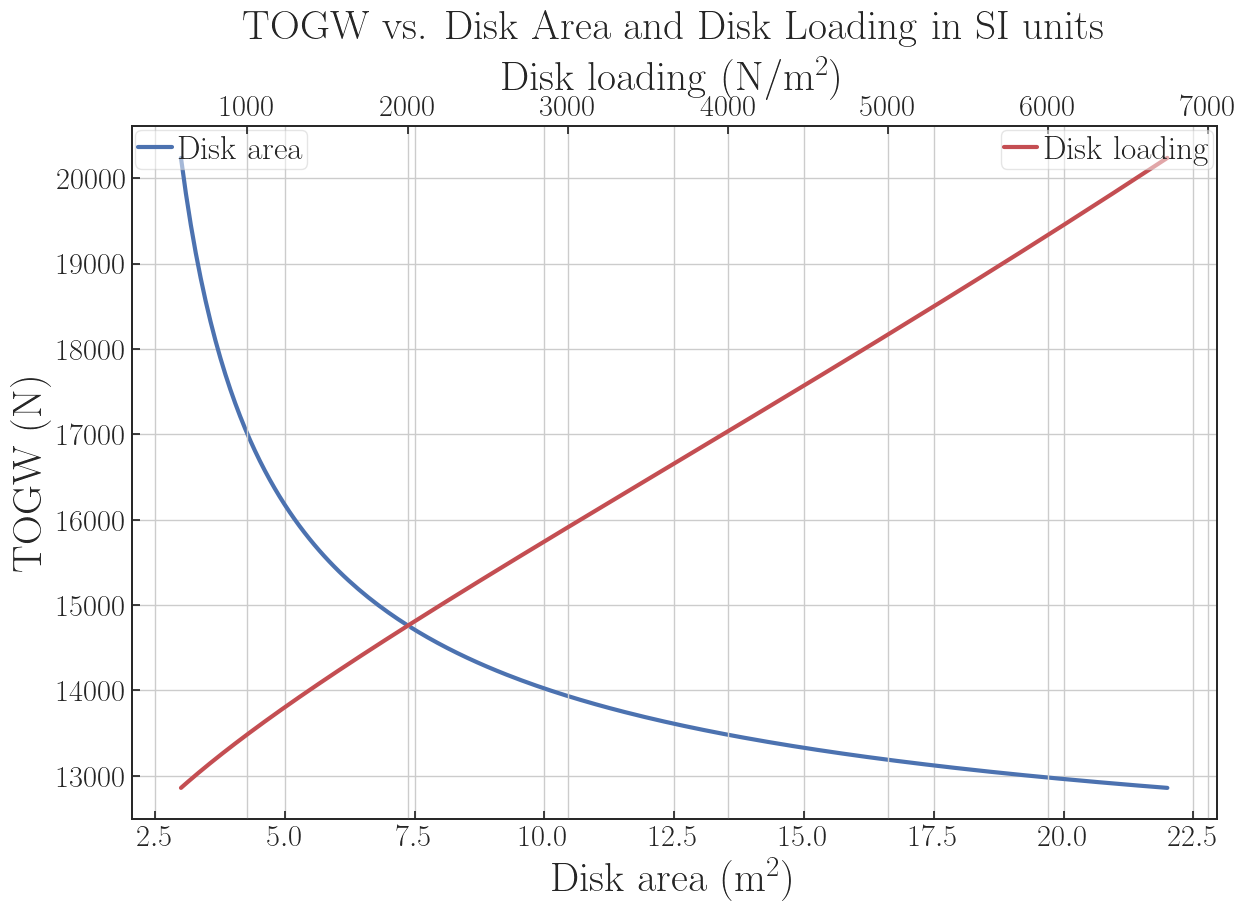 TOGW vs. Disk Area and Disk Loading in SI units
Disk loading (N/m²)
1000 2000 3000 4000 5000 6000 7000
Disk area
Disk loading
20000
19000
18000
17000
16000
15000
14000
13000
TOGW (N)
2.5 5.0 7.5 10.0 12.5 15.0 17.5 20.0 22.5
Disk area (m²)